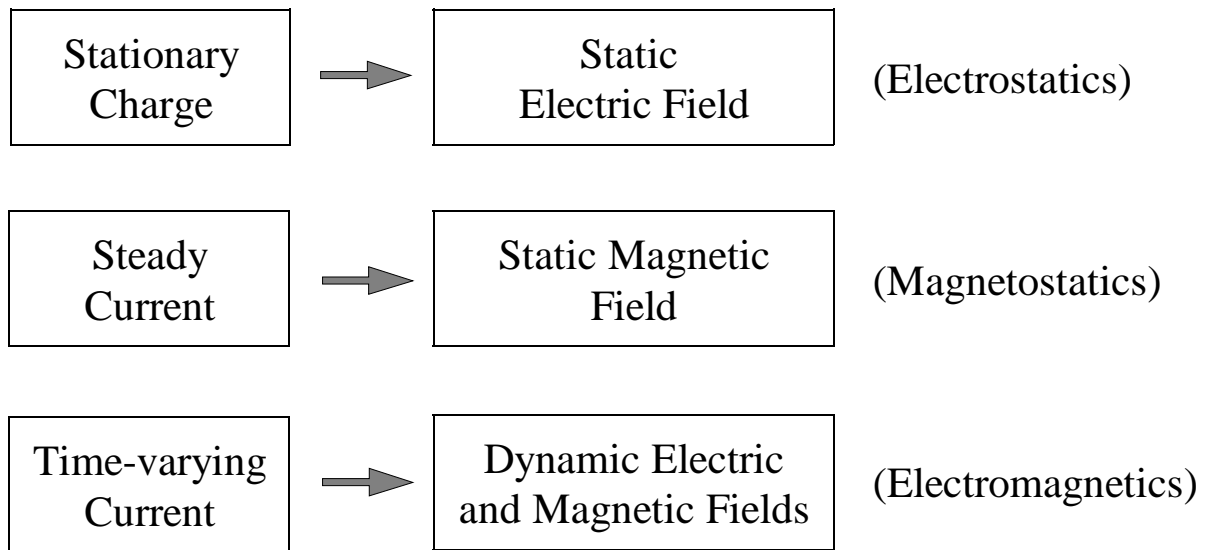 Stationary
Charge
Static
Electric Field
(Electrostatics)
Steady
Current
Static Magnetic
Field
(Magnetostatics)
Time-varying
Current
Dynamic Electric
and Magnetic Fields
(Electromagnetics)